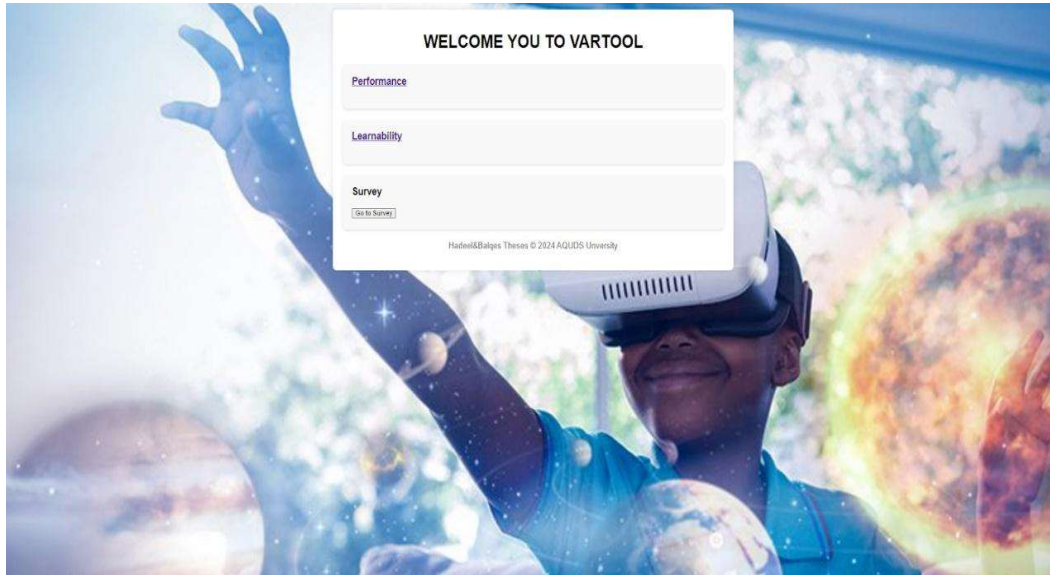 WELCOME YOU TO VARTOOL
Performance
Learnability
Survey
Go to Survey
Hadeel&Balqes Theses © 2024 AQUDS Unversity